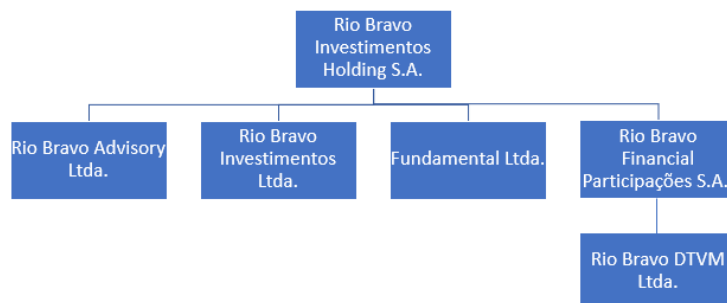 Rio Bravo
Investimentos
Holding S.A.
Rio Bravo Advisory
Ltda.
Rio Bravo
Investimentos
Ltda.
Fundamental Ltda.
Rio Bravo
Financial
Participações S.A.
Rio Bravo DTVM
Ltda.